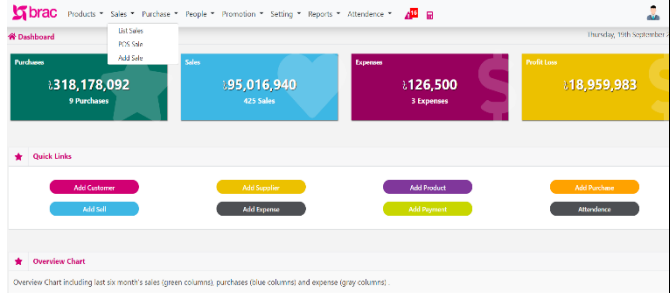 brac Products Sales Purchase People Promotion Setting Reports Attendence 16
List Sales
POS Sale
Add Sale
Dashboard
Thursday, 19th September
Purchases
৳318,178,092
9 Purchases
Sales
৳95,016,940
425 Sales
Expenses
৳126,500
3 Expenses
Profit Loss
৳18,959,983
Quick Links
Add Customer
Add Supplier
Add Product
Add Purchase
Add Sell
Add Expense
Add Payment
Attendence
Overview Chart
Overview Chart including last six month's sales (green columns), purchases (blue columns) and expense (gray columns) .